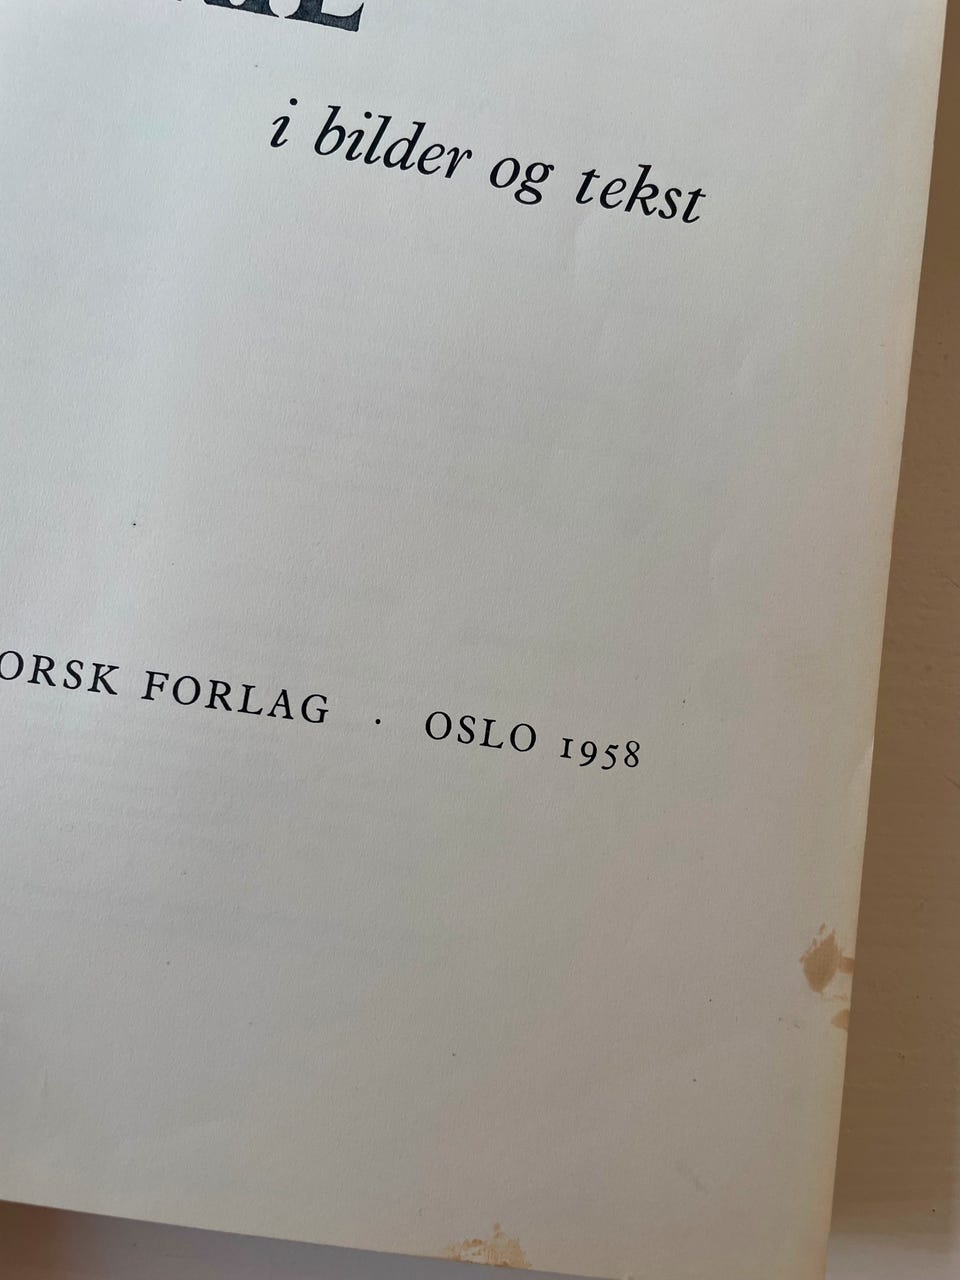 i bilder og tekst
ORSK FORLAG · OSLO 1958